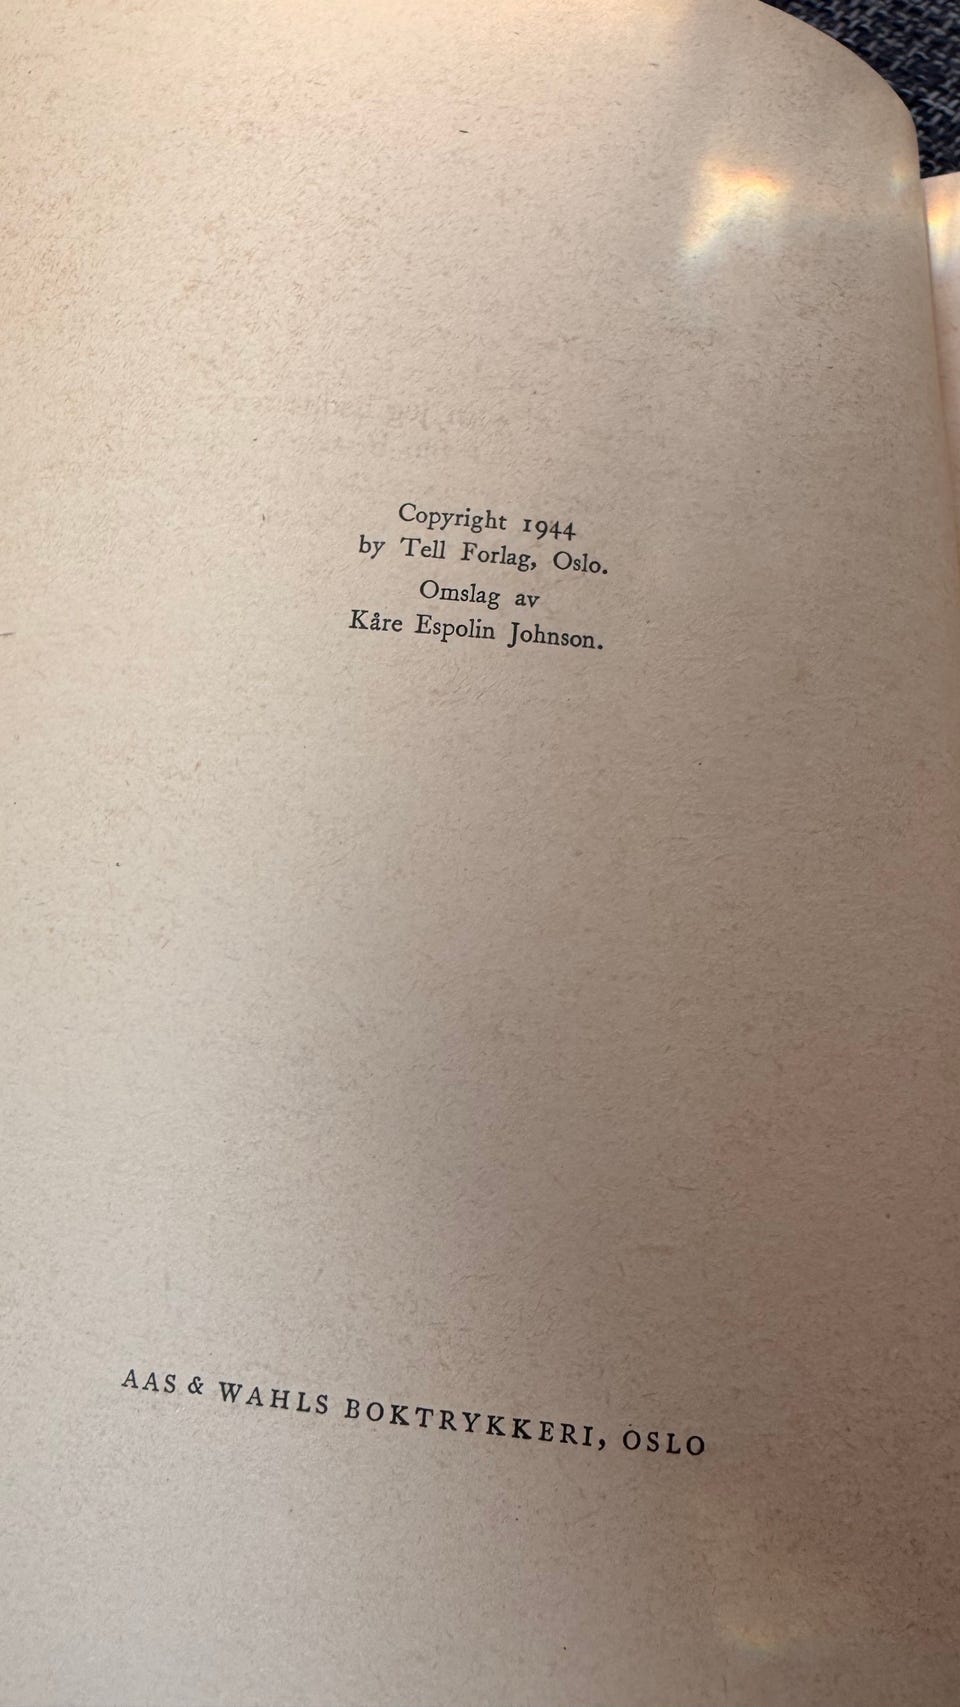 Copyright 1944
by Tell Forlag, Oslo.
Omslag av
Kåre Espolin Johnson.
AAS & WAHLS BOKTRYKKERI, OSLO